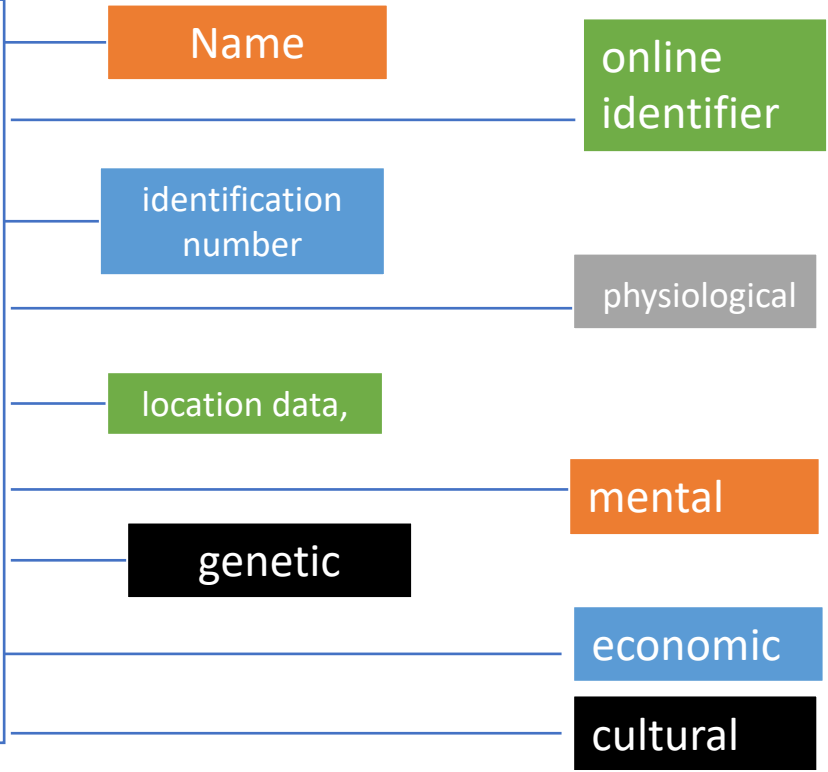 Name
online
identifier
identification
number
physiological
location data,
mental
genetic
economic
cultural